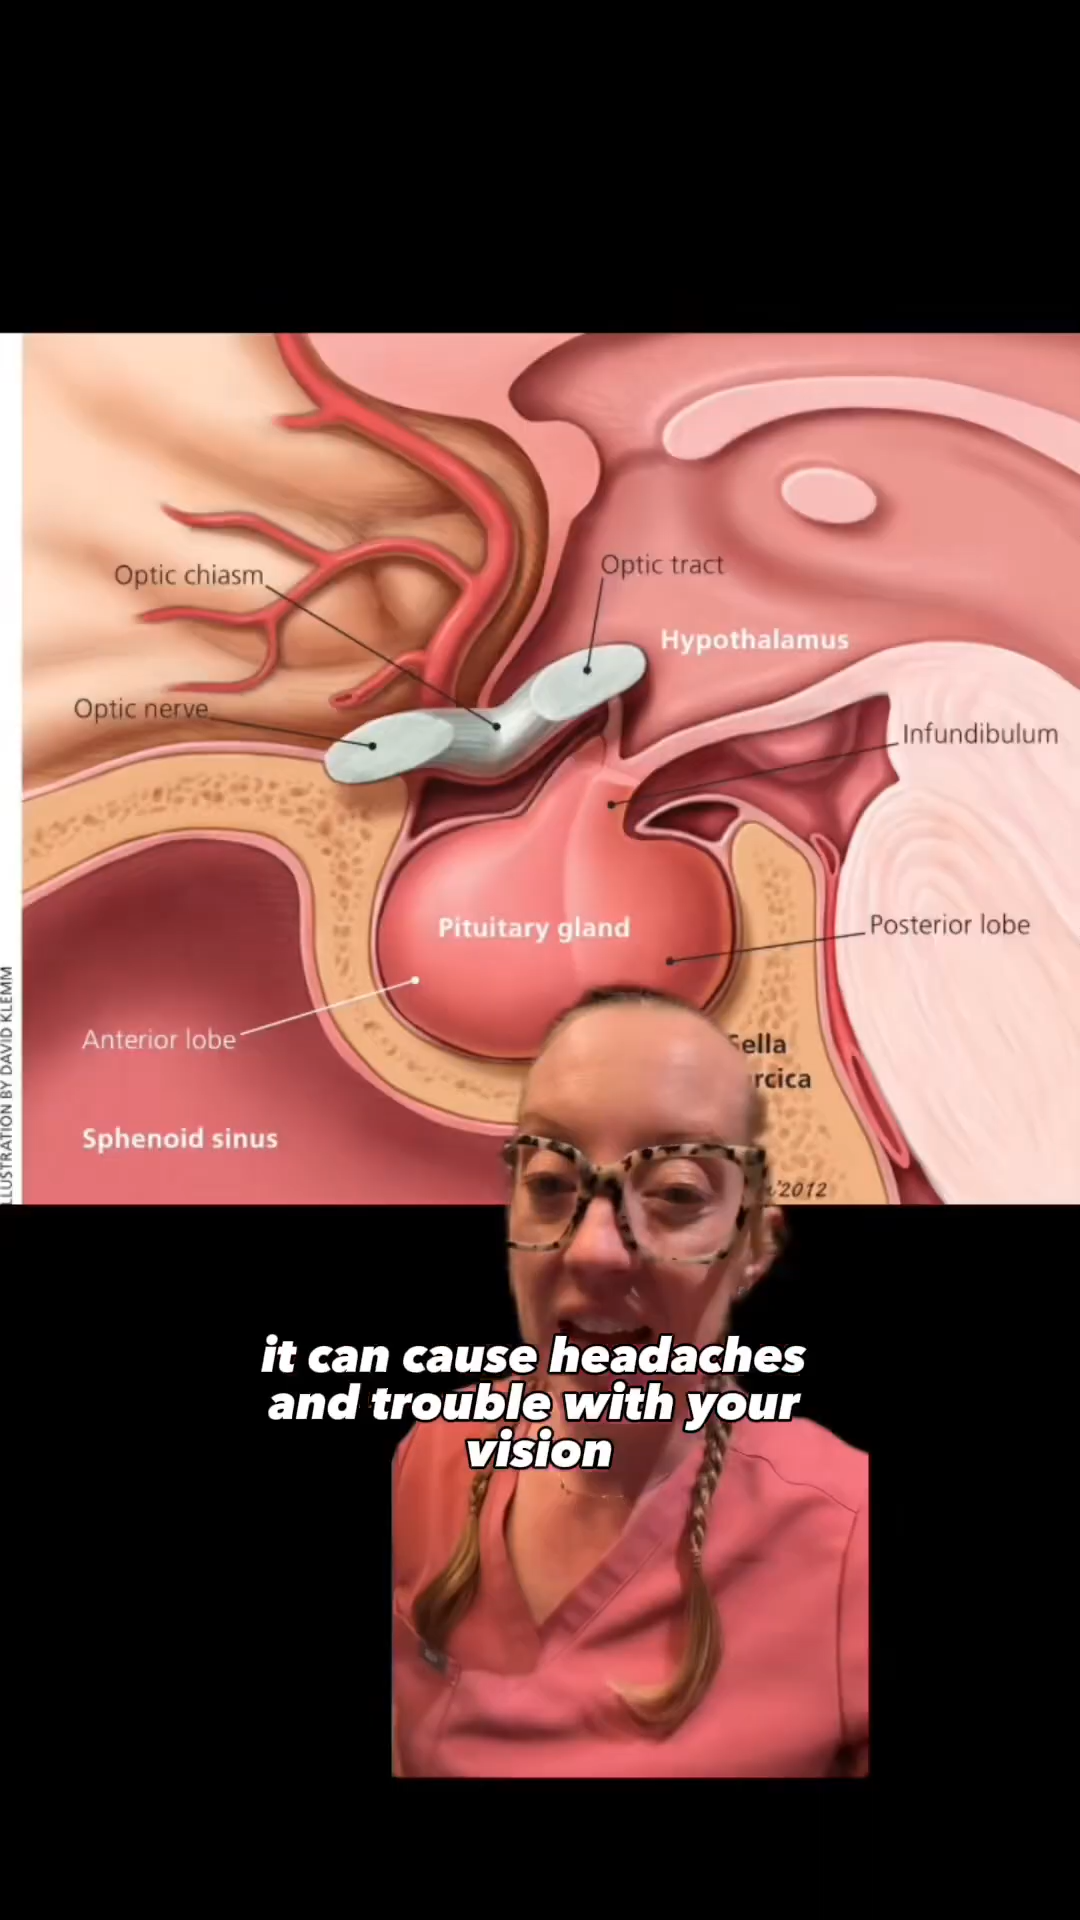 Optic tract
Optic chiasm
Hypothalamus
Optic nerve
Infundibulum
Pituitary gland
Posterior lobe
Anterior lobe
Sphenoid sinus
'2012
BY DAVID KLEMM
it can cause headaches
and trouble with your
vision